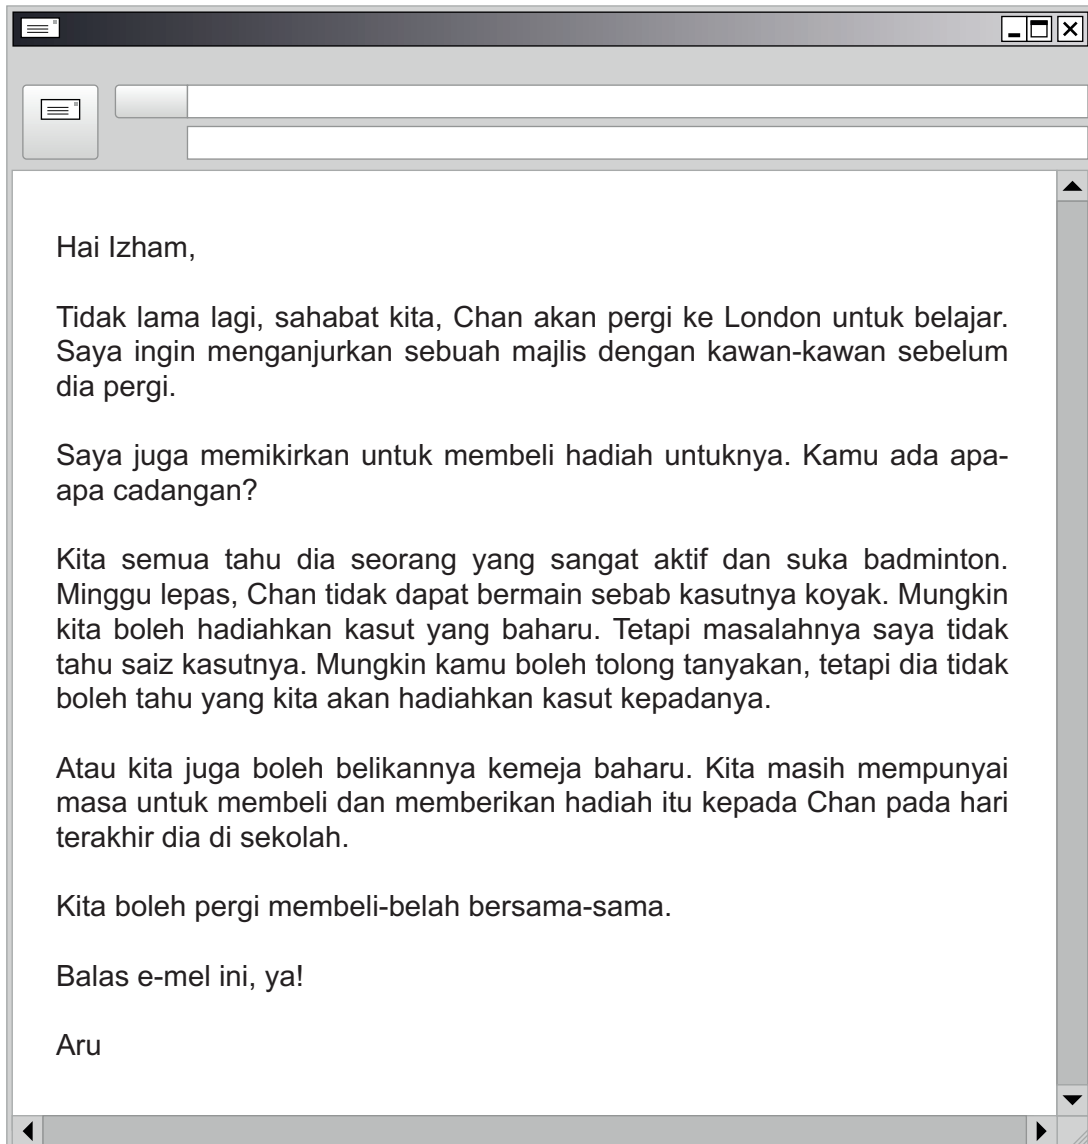 Hai Izham,
Tidak lama lagi, sahabat kita, Chan akan pergi ke London untuk belajar.
Saya ingin menganjurkan sebuah majlis dengan kawan-kawan sebelum
dia pergi.
Saya juga memikirkan untuk membeli hadiah untuknya. Kamu ada apa-
apa cadangan?
Kita semua tahu dia seorang yang sangat aktif dan suka badminton.
Minggu lepas, Chan tidak dapat bermain sebab kasutnya koyak. Mungkin
kita boleh hadiahkan kasut yang baharu. Tetapi masalahnya saya tidak
tahu saiz kasutnya. Mungkin kamu boleh tolong tanyakan, tetapi dia tidak
boleh tahu yang kita akan hadiahkan kasut kepadanya.
Atau kita juga boleh belikannya kemeja baharu. Kita masih mempunyai
masa untuk membeli dan memberikan hadiah itu kepada Chan pada hari
terakhir dia di sekolah.
Kita boleh pergi membeli-belah bersama-sama.
Balas e-mel ini, ya!
Aru